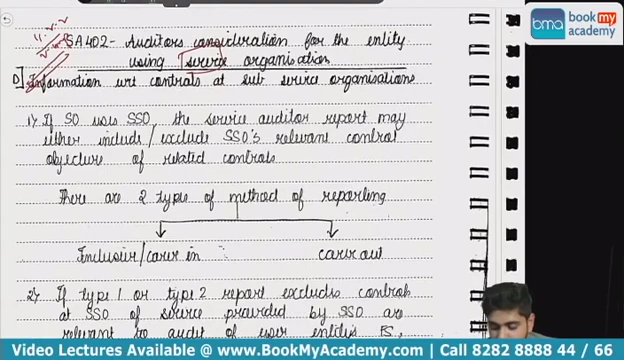 SA 402 - Auditors consideration for the entity
using service organisation
D] Information wrt controls at sub service organisations
1) If SO uses SSO, the service auditor report may
either include/exclude SSO's relevant control
objective of related controls
There are 2 types of method of reporting
Inclusive/carve in
carve out
2) If type 1 or type 2 report excludes controls
at SSO of service provided by SSO are
relevant to audit of user entity's FS,
bma
book my
academy
Video Lectures Available @ www.BookMyAcademy.com | Call 8282 8888 44 / 66